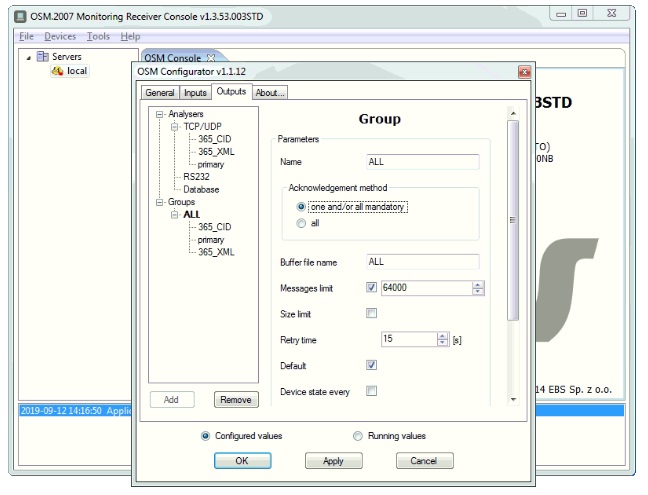 OSM.2007 Monitoring Receiver Console v1.3.53.003STD
File Devices Tools Help
Servers
local
OSM Console
OSM Configurator v1.1.12
General Inputs Outputs About...
Analysers
TCP/UDP
365_CID
365_XML
primary
RS232
Database
Groups
ALL
365_CID
primary
365_XML
Add Remove
Group
Parameters
Name ALL
Acknowledgement method
one and/or all mandatory
all
Buffer file name ALL
Messages limit 64000
Size limit
Retry time 15 [s]
Default
Device state every
Configured values Running values
OK Apply Cancel
3STD
TO)
0NB
14 EBS Sp. z o.o.
2019-09-12 14:16:50 Applic